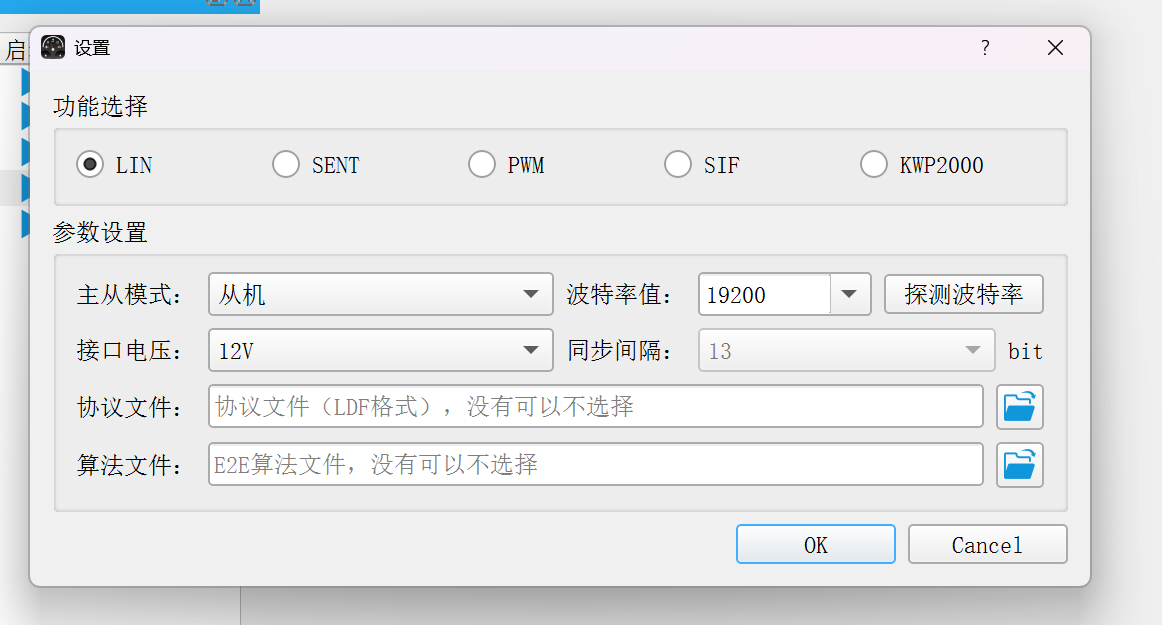 启
设置
功能选择
LIN SENT PWM SIF KWP2000
参数设置
主从模式： 从机 波特率值： 19200 探测波特率
接口电压： 12V 同步间隔： 13 bit
协议文件： 协议文件（LDF格式），没有可以不选择
算法文件： E2E算法文件，没有可以不选择
OK Cancel